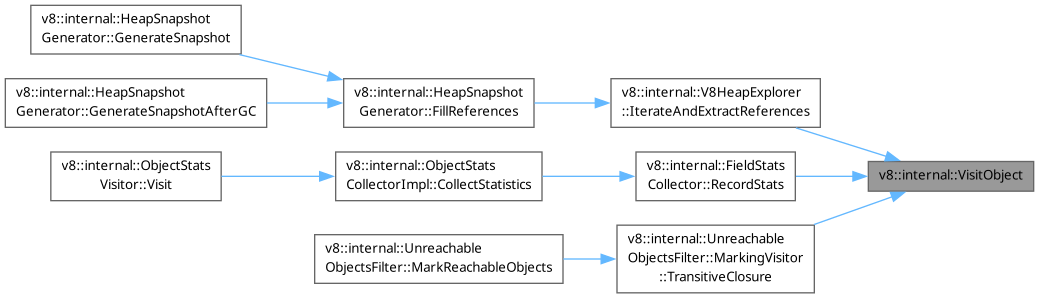 v8::internal::HeapSnapshot
Generator::GenerateSnapshot
v8::internal::HeapSnapshot
Generator::GenerateSnapshotAfterGC
v8::internal::HeapSnapshot
Generator::FillReferences
v8::internal::V8HeapExplorer
::IterateAndExtractReferences
v8::internal::ObjectStats
Visitor::Visit
v8::internal::ObjectStats
CollectorImpl::CollectStatistics
v8::internal::FieldStats
Collector::RecordStats
v8::internal::VisitObject
v8::internal::Unreachable
ObjectsFilter::MarkReachableObjects
v8::internal::Unreachable
ObjectsFilter::MarkingVisitor
::TransitiveClosure